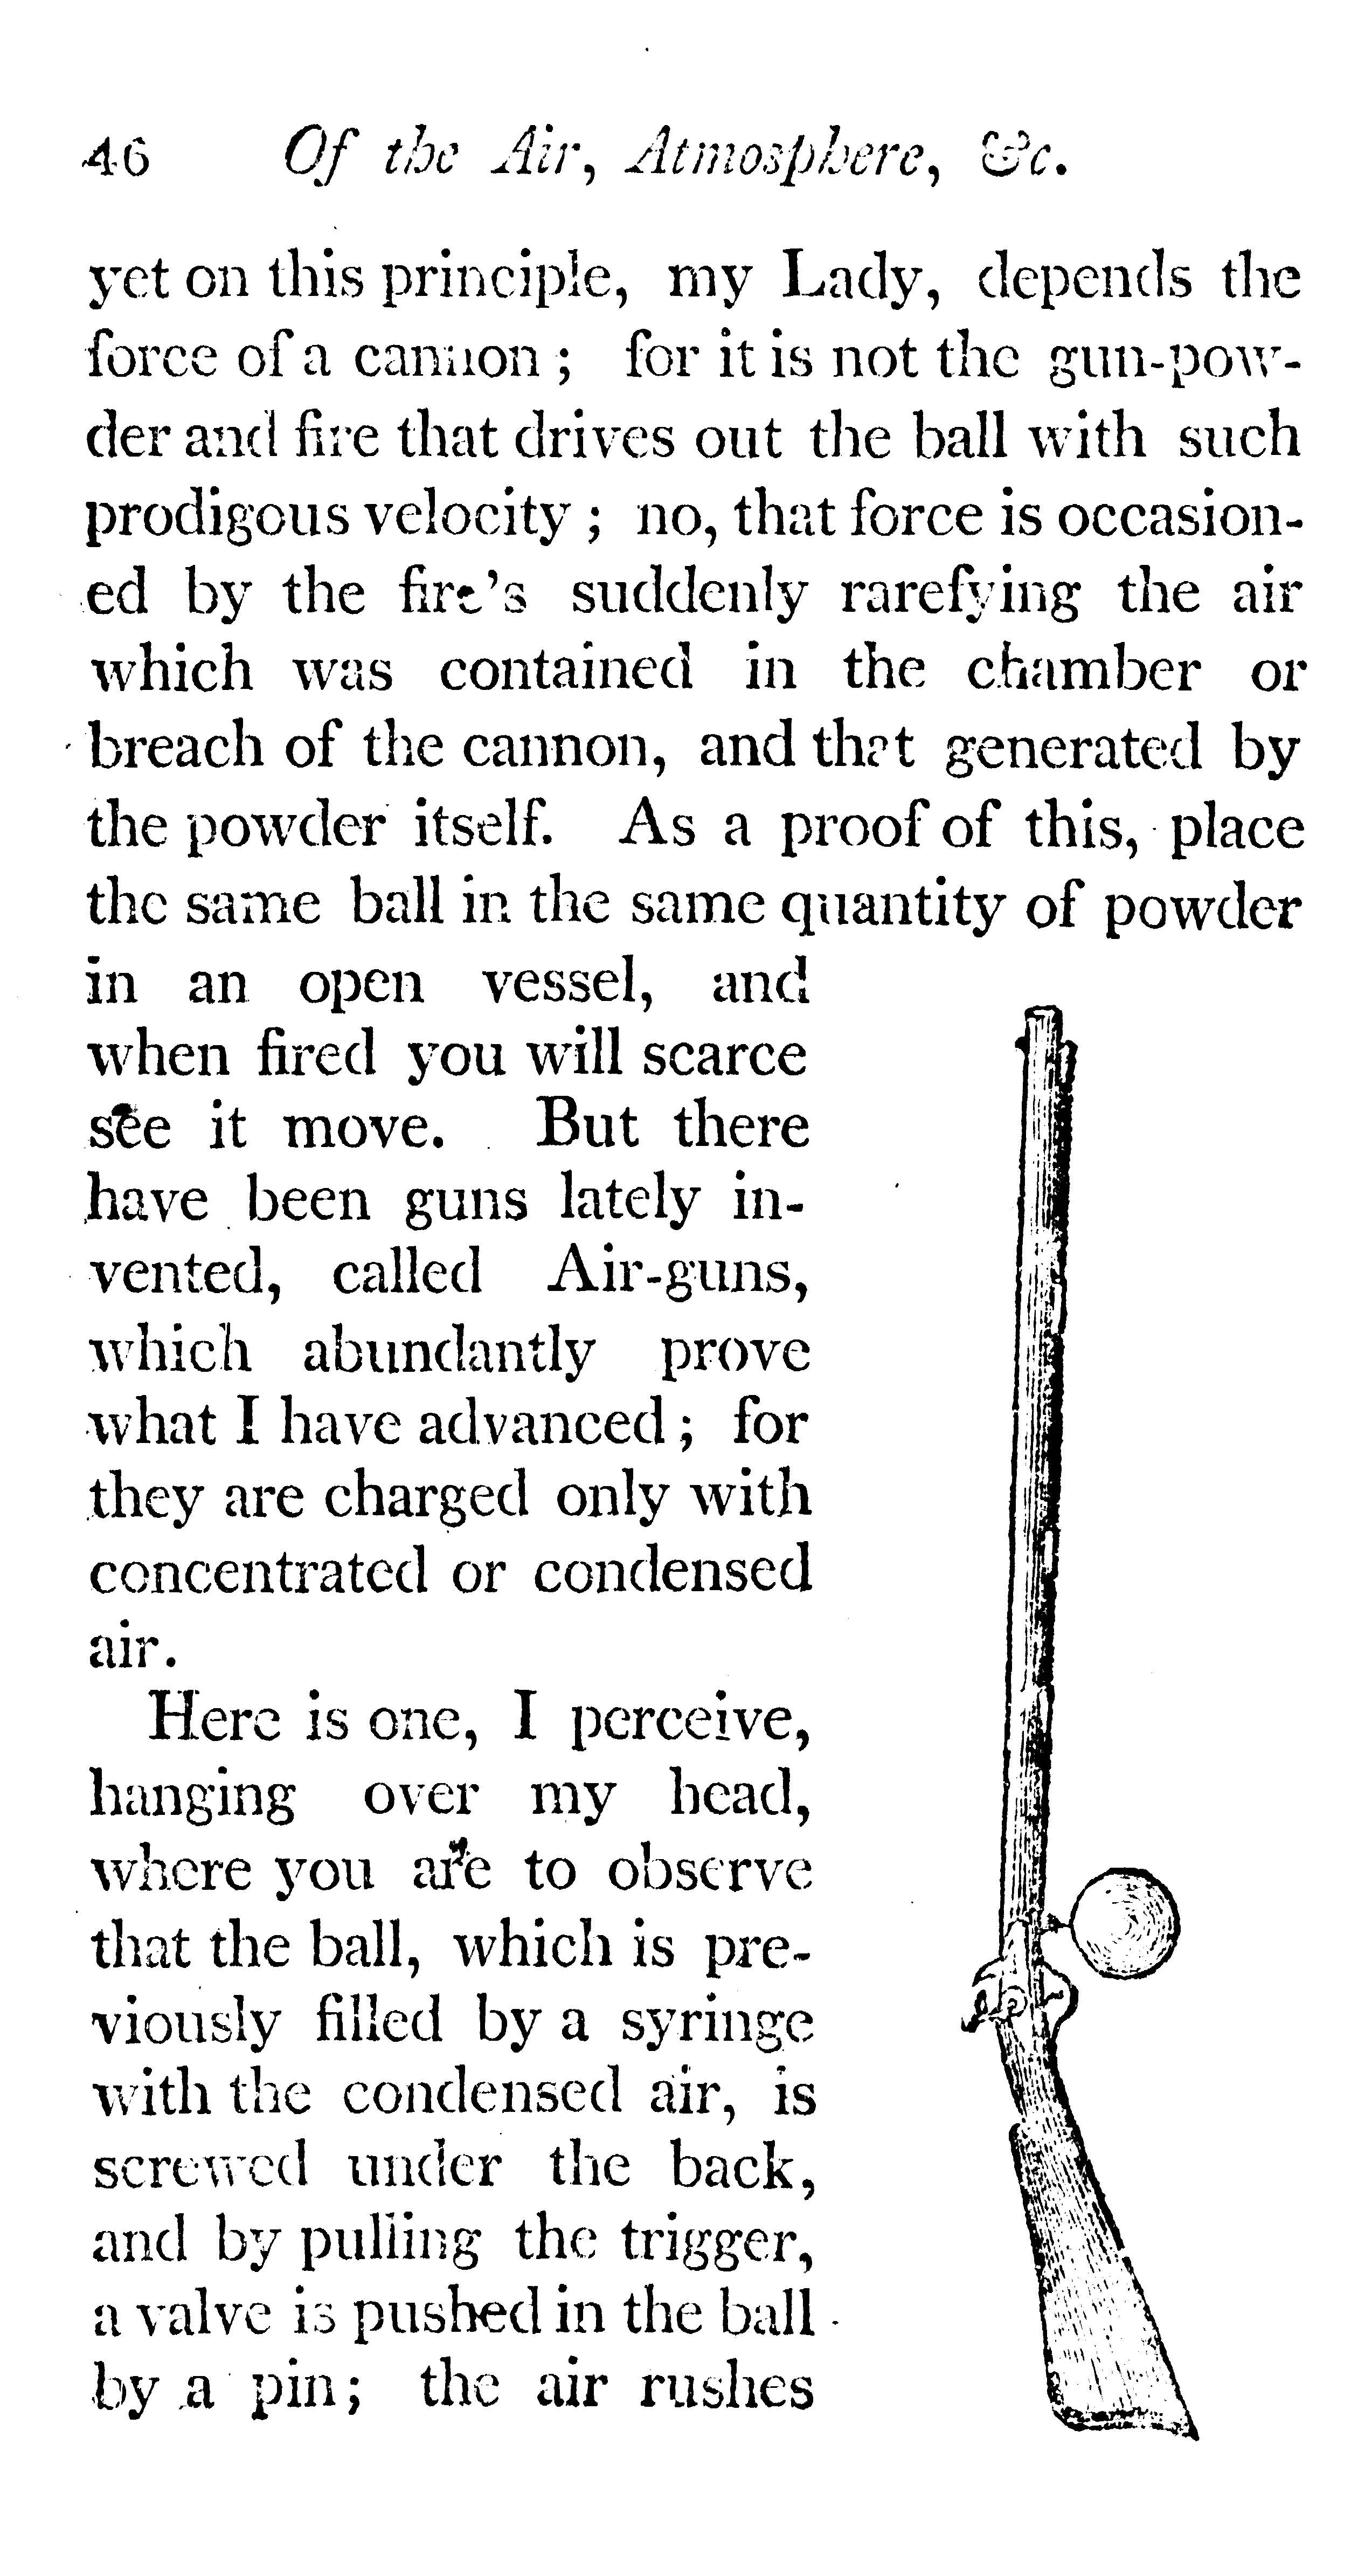 46 Of the Air, Atmosphere, &c.
yet on this principle, my Lady, depends the
force of a cannon ; for it is not the gun-pow-
der and fire that drives out the ball with such
prodigous velocity ; no, that force is occasion-
ed by the fire's suddenly rarefying the air
which was contained in the chamber or
breach of the cannon, and that generated by
the powder itself. As a proof of this, place
the same ball in the same quantity of powder
in an open vessel, and
when fired you will scarce
see it move. But there
have been guns lately in-
vented, called Air-guns,
which abundantly prove
what I have advanced ; for
they are charged only with
concentrated or condensed
air.
Here is one, I perceive,
hanging over my head,
where you are to observe
that the ball, which is pre-
viously filled by a syringe
with the condensed air, is
screwed under the back,
and by pulling the trigger,
a valve is pushed in the ball
by a pin; the air rushes